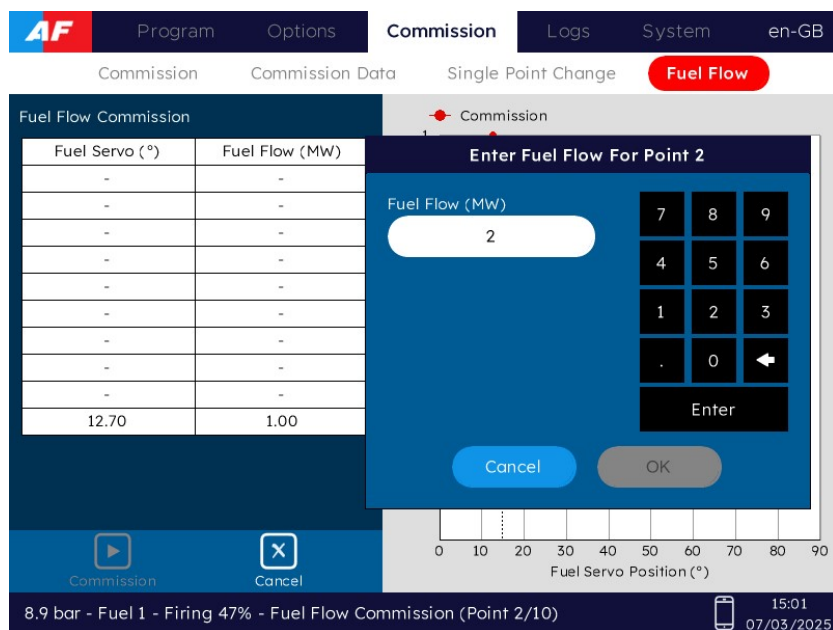 AF Program Options Commission Logs System en-GB
Commission Commission Data Single Point Change Fuel Flow
Fuel Flow Commission
Fuel Servo (°) Fuel Flow (MW)
- -
- -
- -
- -
- -
- -
- -
- -
- -
12.70 1.00
Commission
Cancel
Commission
1
Enter Fuel Flow For Point 2
Fuel Flow (MW)
2
7 8 9
4 5 6
1 2 3
. 0
Enter
Cancel OK
0 10 20 30 40 50 60 70 80 90
Fuel Servo Position (°)
8.9 bar - Fuel 1 - Firing 47% - Fuel Flow Commission (Point 2/10)
15:01
07/03/2025